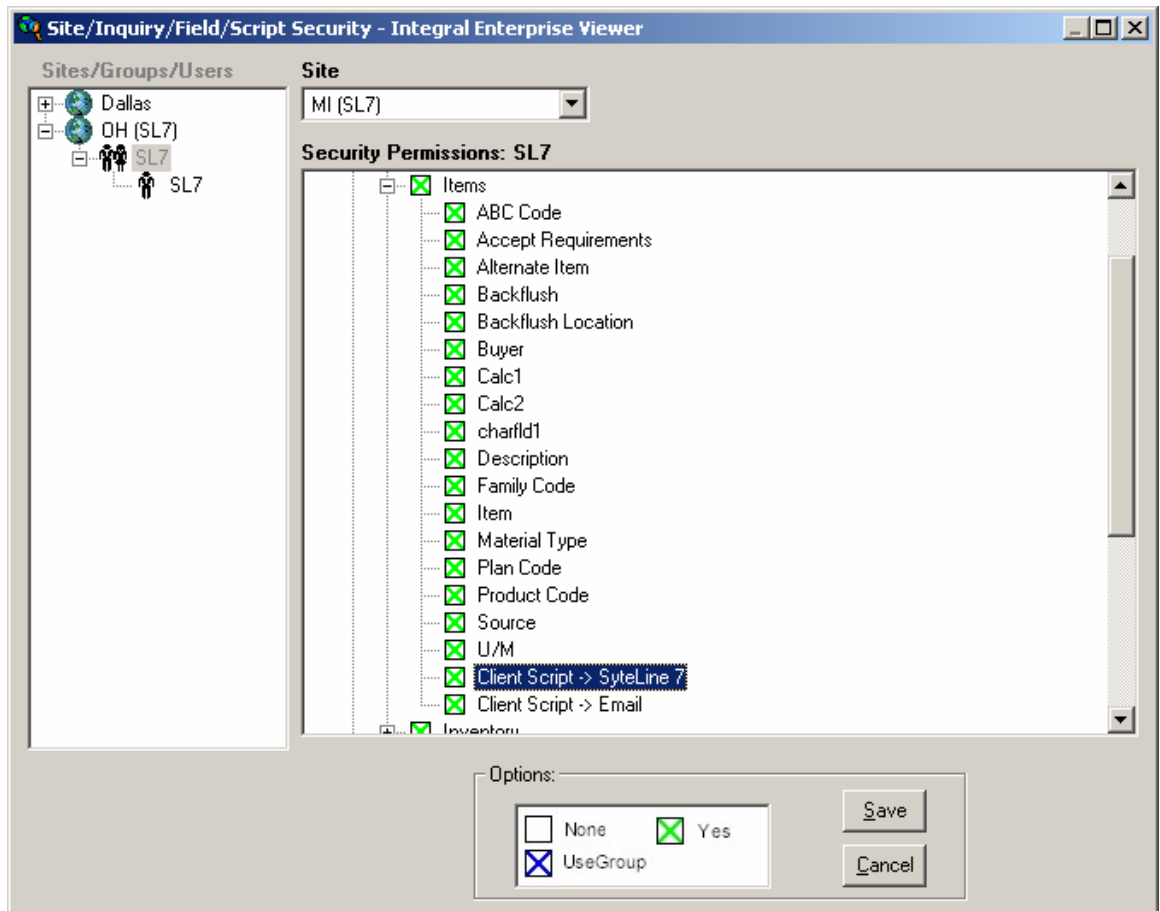 Site/Inquiry/Field/Script Security - Integral Enterprise Viewer
Sites/Groups/Users
Dallas
OH (SL7)
SL7
SL7
Site
MI (SL7)
Security Permissions: SL7
Items
ABC Code
Accept Requirements
Alternate Item
Backflush
Backflush Location
Buyer
Calc1
Calc2
charfld1
Description
Family Code
Item
Material Type
Plan Code
Product Code
Source
U/M
Client Script -> SyteLine 7
Client Script -> Email
Inventory
Options:
None
Yes
UseGroup
Save
Cancel